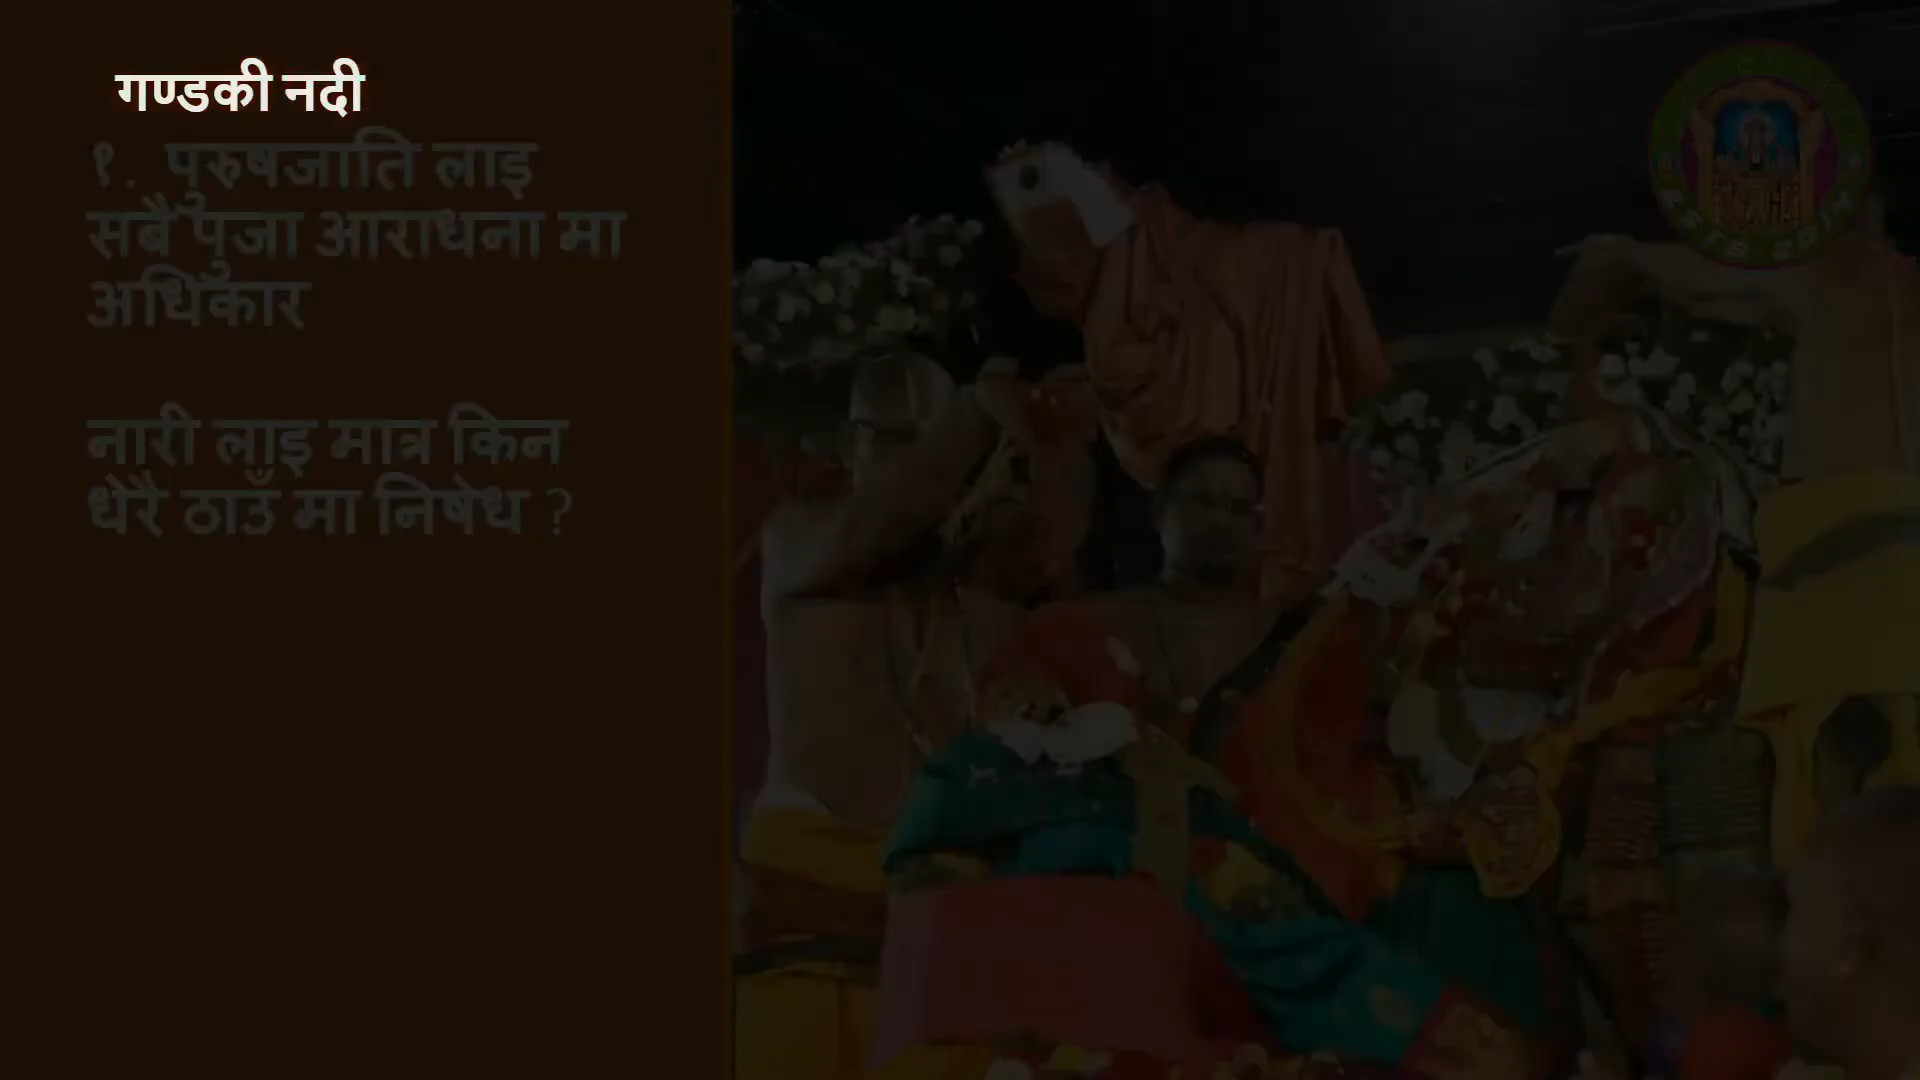 गण्डकी नदी
१. पुरुषजाति लाइ
सबै पुजा आराधना मा
अधिकार
नारी लाइ मात्र किन
धेरै ठाउँ मा निषेध ?